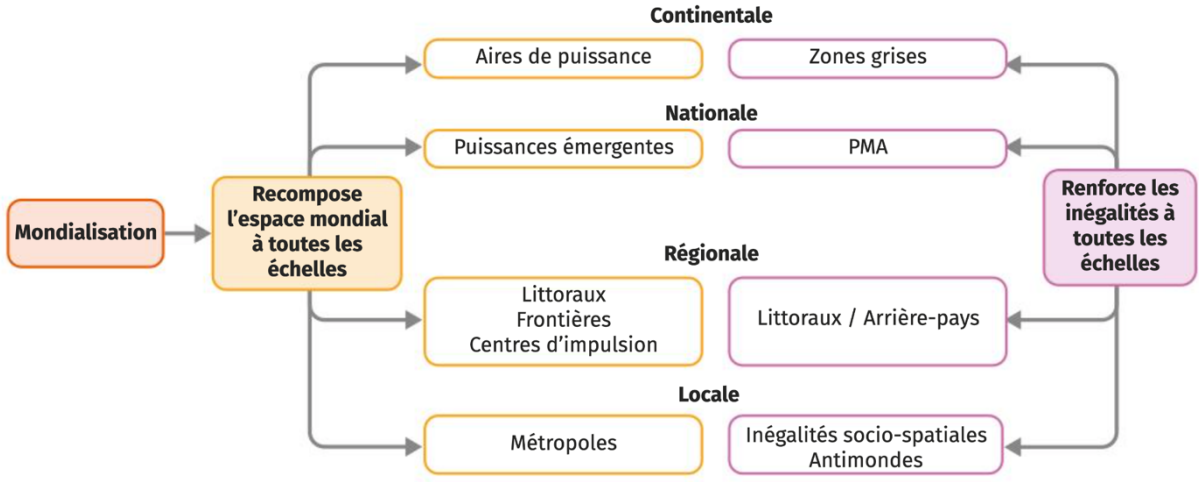 Continentale
Aires de puissance
Zones grises
Nationale
Puissances émergentes
PMA
Mondialisation
Recompose
l’espace mondial
à toutes les
échelles
Renforce les
inégalités à
toutes les
échelles
Régionale
Littoraux
Frontières
Centres d’impulsion
Littoraux / Arrière-pays
Locale
Métropoles
Inégalités socio-spatiales
Antimondes